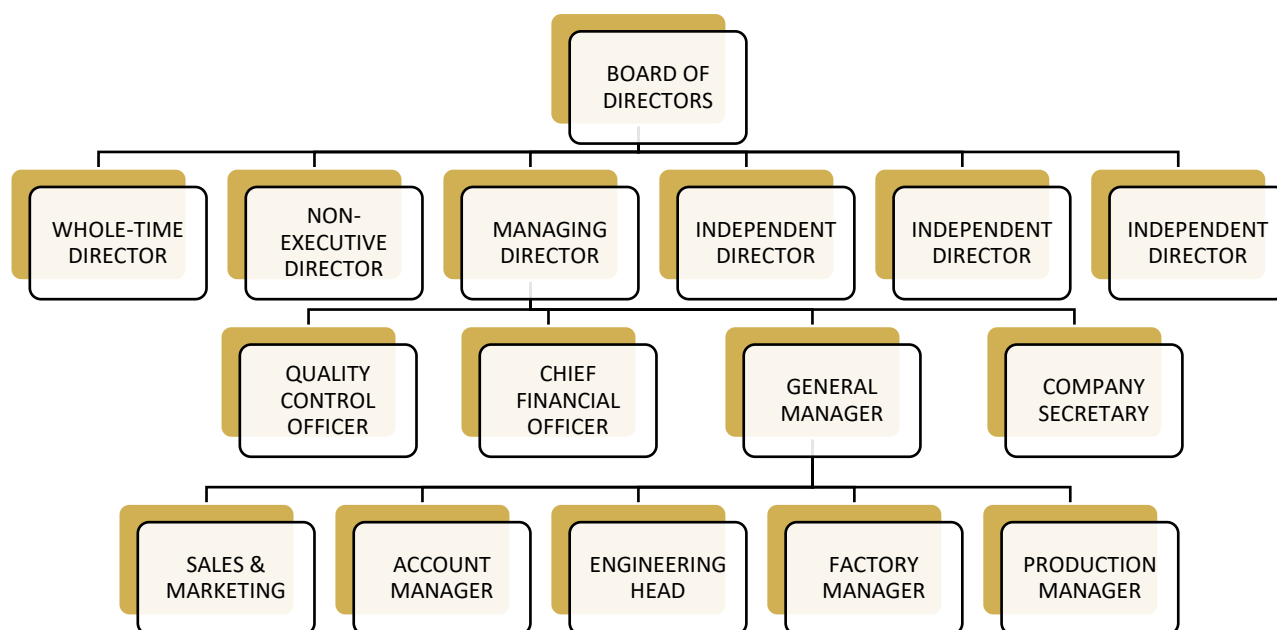 BOARD OF
DIRECTORS
WHOLE-TIME
DIRECTOR
NON-
EXECUTIVE
DIRECTOR
MANAGING
DIRECTOR
INDEPENDENT
DIRECTOR
INDEPENDENT
DIRECTOR
INDEPENDENT
DIRECTOR
QUALITY
CONTROL
OFFICER
CHIEF
FINANCIAL
OFFICER
GENERAL
MANAGER
COMPANY
SECRETARY
SALES &
MARKETING
ACCOUNT
MANAGER
ENGINEERING
HEAD
FACTORY
MANAGER
PRODUCTION
MANAGER